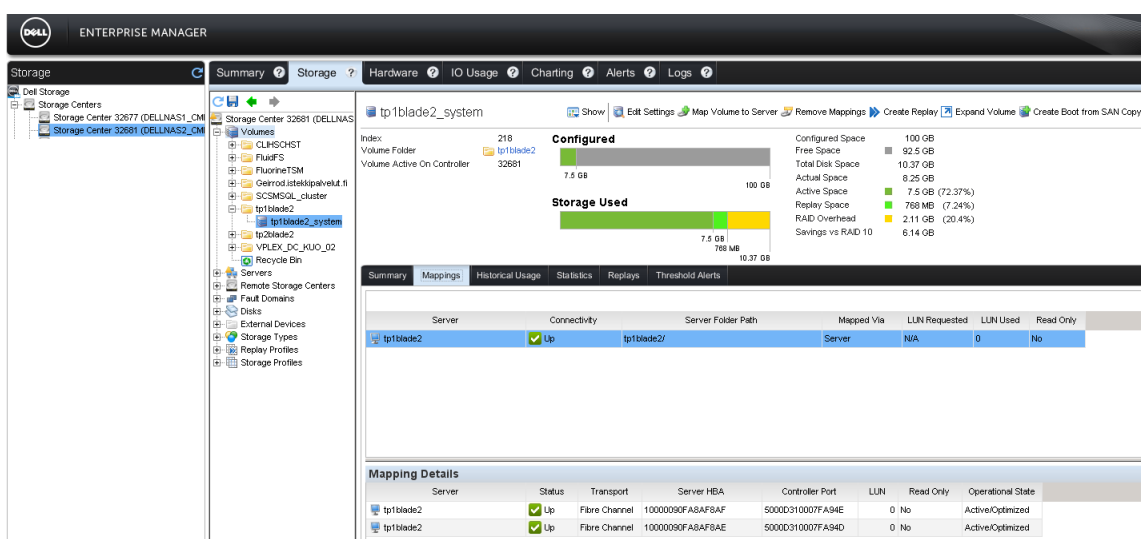 DELL
ENTERPRISE MANAGER
Storage
Dell Storage
Storage Centers
Storage Center 32677 (DELLNAS1_CMI
Storage Center 32681 (DELLNAS2_CMI
Summary ? Storage ? Hardware ? IO Usage ? Charting ? Alerts ? Logs ?
Storage Center 32681 (DELLNAS
Volumes
CLIHSCHST
FluidFS
FluorineTSM
Geirrod.istekkipalvelut.fi
SCSMSQL_cluster
tp1blade2
tp1blade2_system
tp2blade2
VPLEX_DC_KUO_02
Recycle Bin
Servers
Remote Storage Centers
Fault Domains
Disks
External Devices
Storage Types
Replay Profiles
Storage Profiles
tp1blade2_system
Show Edit Settings Map Volume to Server Remove Mappings Create Replay Expand Volume Create Boot from SAN Copy
Index 218
Volume Folder tp1blade2
Volume Active On Controller 32681
Configured
7.5 GB
100 GB
Storage Used
7.5 GB
768 MB
10.37 GB
Configured Space 100 GB
Free Space 92.5 GB
Total Disk Space 10.37 GB
Actual Space 8.25 GB
Active Space 7.5 GB (72.37%)
Replay Space 768 MB (7.24%)
RAID Overhead 2.11 GB (20.4%)
Savings vs RAID 10 6.14 GB
Summary Mappings Historical Usage Statistics Replays Threshold Alerts
Server Connectivity Server Folder Path Mapped Via LUN Requested LUN Used Read Only
tp1blade2 Up tp1blade2/ Server N/A 0 No
Mapping Details
Server Status Transport Server HBA Controller Port LUN Read Only Operational State
tp1blade2 Up Fibre Channel 10000090FA8AF8AF 5000D310007FA94E 0 No Active/Optimized
tp1blade2 Up Fibre Channel 10000090FA8AF8AE 5000D310007FA94D 0 No Active/Optimized